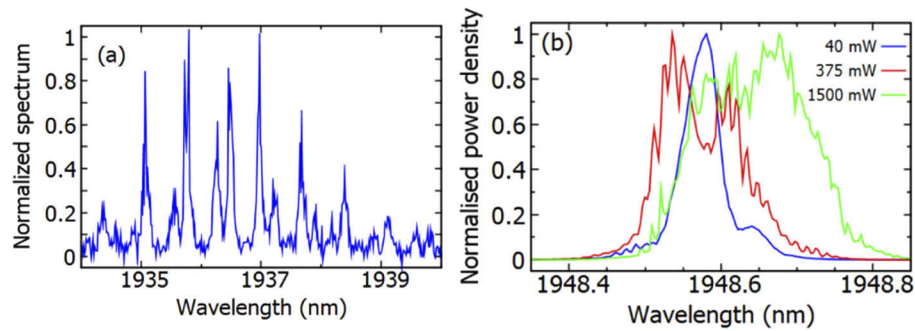 (a)
Normalized spectrum
1
0.8
0.6
0.4
0.2
0
1935
1937
1939
Wavelength (nm)
(b)
Normalised power density
1
0.8
0.6
0.4
0.2
0
40 mW
375 mW
1500 mW
1948.4
1948.6
1948.8
Wavelength (nm)